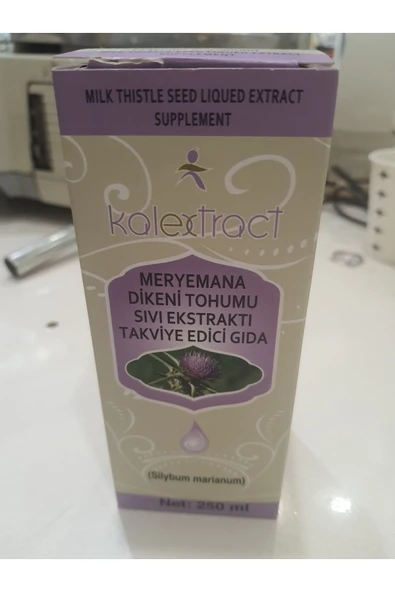 MILK THISTLE SEED LIQUED EXTRACT
SUPPLEMENT
kalextract
MERYEMANA
DİKENİ TOHUMU
SIVI EKSTRAKTI
TAKVİYE EDİCİ GIDA
(Silybum marianum)
Net: 250 ml